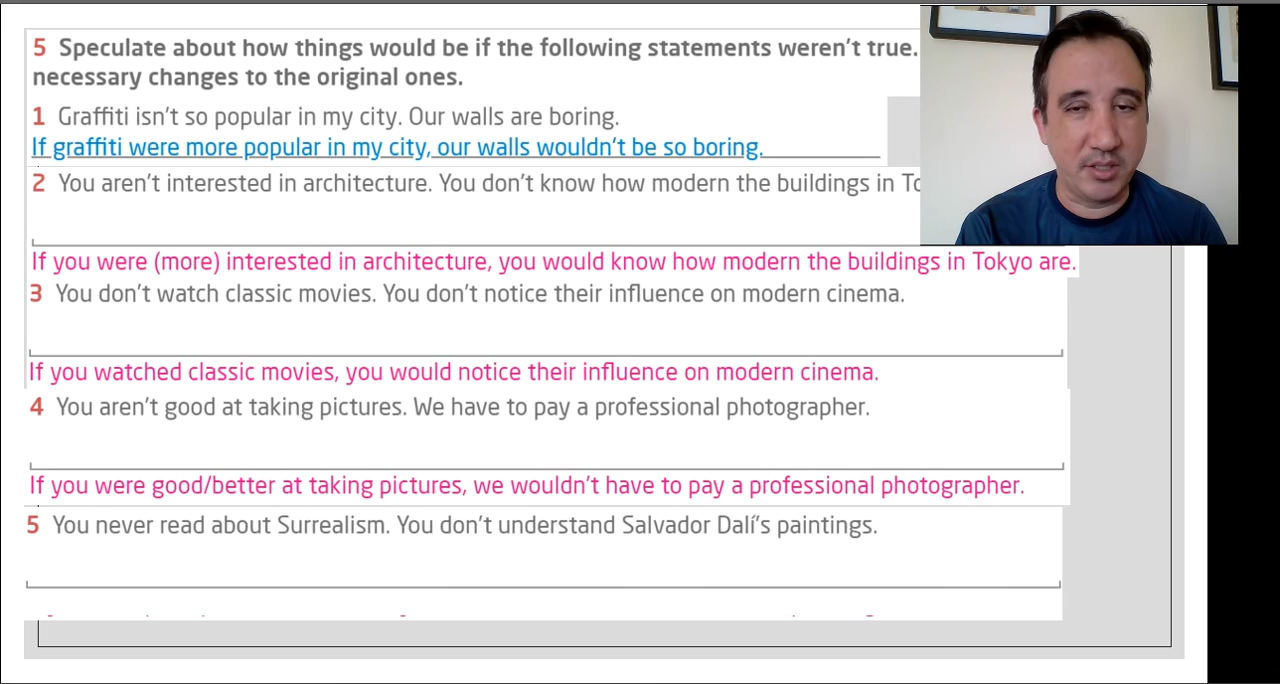 5 Speculate about how things would be if the following statements weren't true.
necessary changes to the original ones.
1 Graffiti isn't so popular in my city. Our walls are boring.
If graffiti were more popular in my city, our walls wouldn't be so boring.
2 You aren't interested in architecture. You don't know how modern the buildings in
If you were (more) interested in architecture, you would know how modern the buildings in Tokyo are.
3 You don't watch classic movies. You don't notice their influence on modern cinema.
If you watched classic movies, you would notice their influence on modern cinema.
4 You aren't good at taking pictures. We have to pay a professional photographer.
If you were good/better at taking pictures, we wouldn't have to pay a professional photographer.
5 You never read about Surrealism. You don't understand Salvador Dalí's paintings.